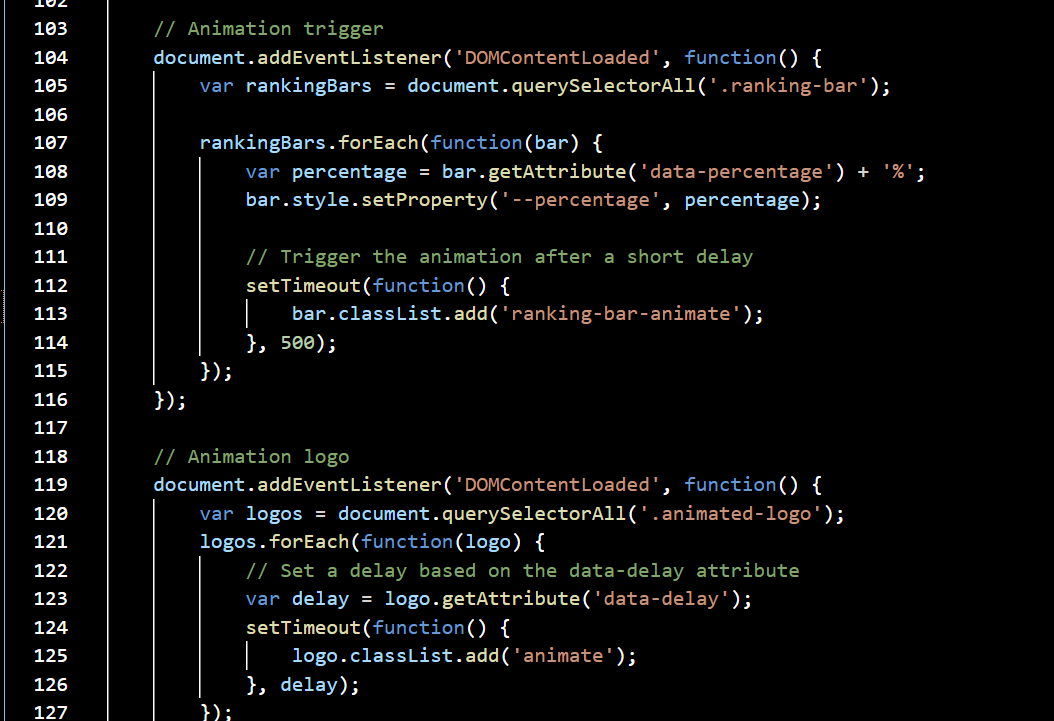 102
103 // Animation trigger
104 document.addEventListener('DOMContentLoaded', function() {
105 var rankingBars = document.querySelectorAll('.ranking-bar');
106
107 rankingBars.forEach(function(bar) {
108 var percentage = bar.getAttribute('data-percentage') + '%';
109 bar.style.setProperty('--percentage', percentage);
110
111 // Trigger the animation after a short delay
112 setTimeout(function() {
113 bar.classList.add('ranking-bar-animate');
114 }, 500);
115 });
116 });
117
118 // Animation logo
119 document.addEventListener('DOMContentLoaded', function() {
120 var logos = document.querySelectorAll('.animated-logo');
121 logos.forEach(function(logo) {
122 // Set a delay based on the data-delay attribute
123 var delay = logo.getAttribute('data-delay');
124 setTimeout(function() {
125 logo.classList.add('animate');
126 }, delay);
127 });